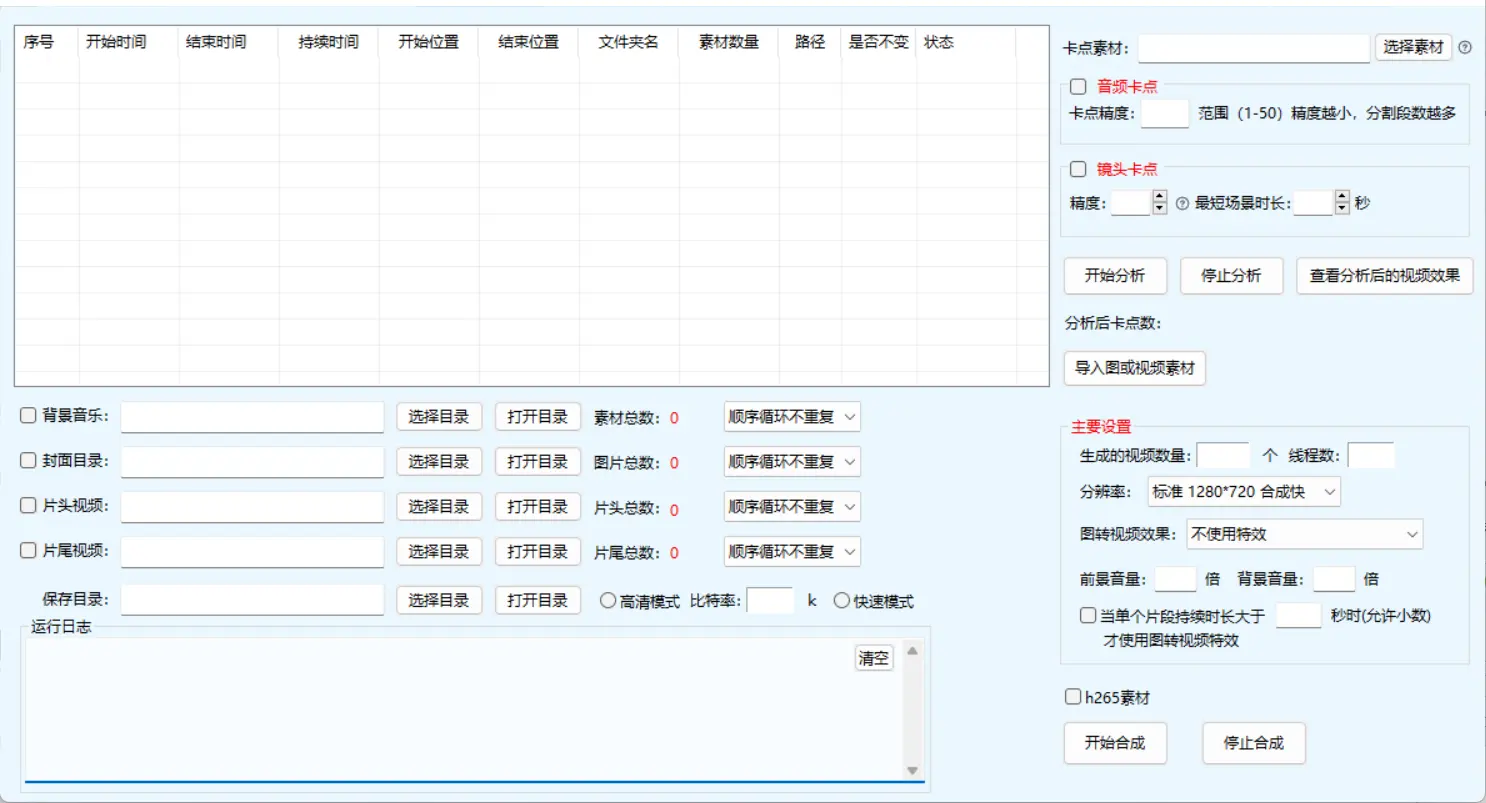 序号 开始时间 结束时间 持续时间 开始位置 结束位置 文件夹名 素材数量 路径 是否不变 状态
卡点素材： 选择素材 ?
音频卡点
卡点精度： 范围（1-50）精度越小，分割段数越多
镜头卡点
精度： ? 最短场景时长： 秒
开始分析 停止分析 查看分析后的视频效果
分析后卡点数：
导入图或视频素材
背景音乐： 选择目录 打开目录 素材总数： 0 顺序循环不重复
封面目录： 选择目录 打开目录 图片总数： 0 顺序循环不重复
片头视频： 选择目录 打开目录 片头总数： 0 顺序循环不重复
片尾视频： 选择目录 打开目录 片尾总数： 0 顺序循环不重复
保存目录： 选择目录 打开目录 高清模式 比特率： k 快速模式
运行日志
清空
主要设置
生成的视频数量： 个 线程数：
分辨率： 标准 1280*720 合成快
图转视频效果： 不使用特效
前景音量： 倍 背景音量： 倍
当单个片段持续时长大于 秒时(允许小数)
才使用图转视频特效
h265素材
开始合成 停止合成